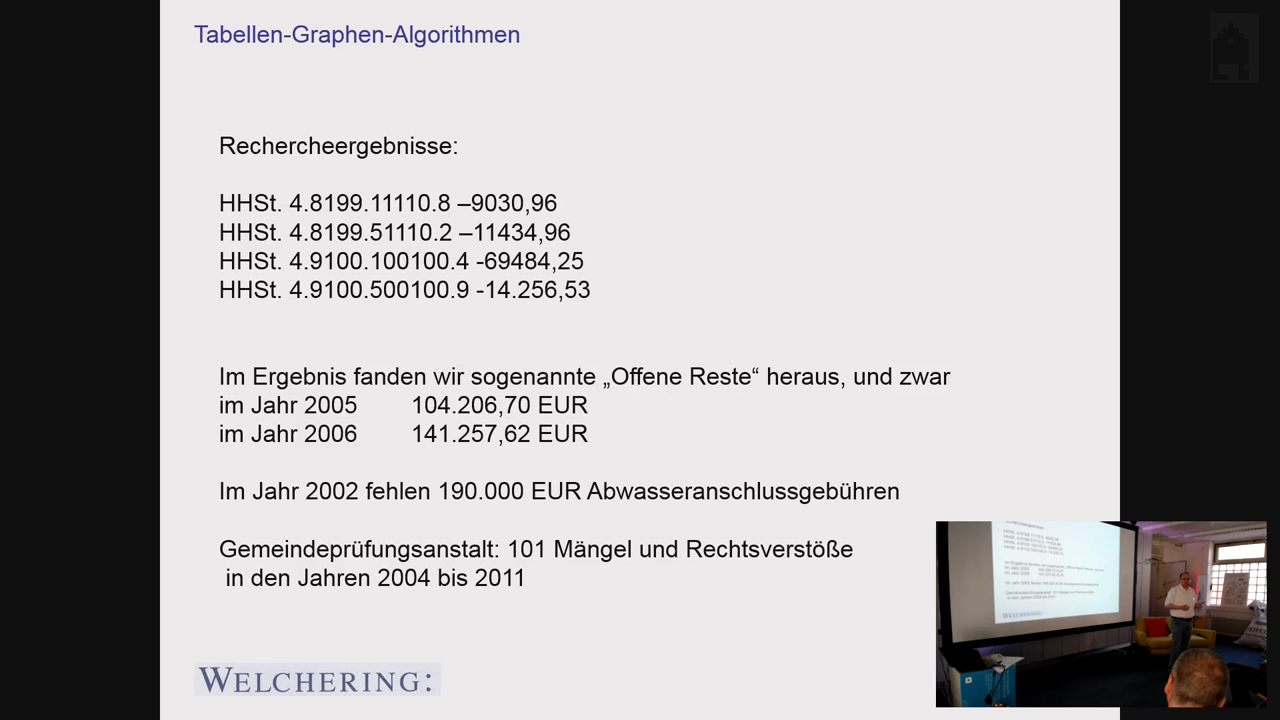 Tabellen-Graphen-Algorithmen
Rechercheergebnisse:
HHSt. 4.8199.11110.8 –9030,96
HHSt. 4.8199.51110.2 –11434,96
HHSt. 4.9100.100100.4 -69484,25
HHSt. 4.9100.500100.9 -14.256,53
Im Ergebnis fanden wir sogenannte „Offene Reste“ heraus, und zwar
im Jahr 2005 104.206,70 EUR
im Jahr 2006 141.257,62 EUR
Im Jahr 2002 fehlen 190.000 EUR Abwasseranschlussgebühren
Gemeindeprüfungsanstalt: 101 Mängel und Rechtsverstöße
in den Jahren 2004 bis 2011
WELCHERING: